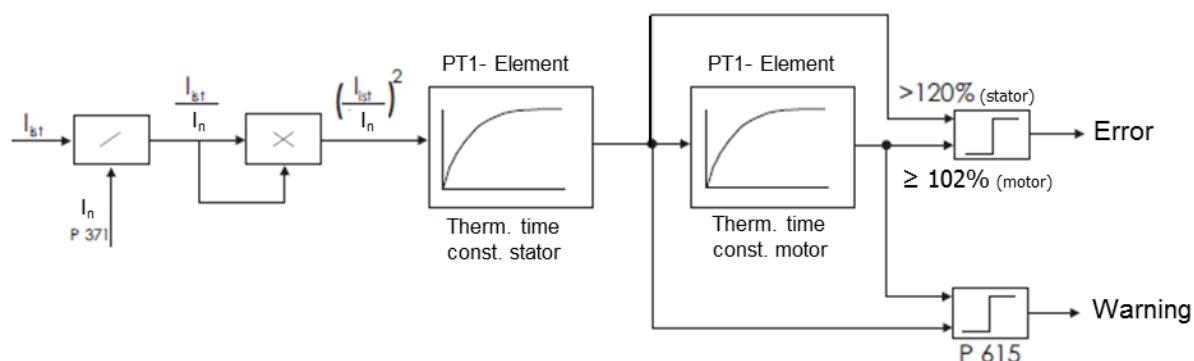 I_ist
I_n
P 371
I_ist
I_n
(I_ist / I_n)²
PT1- Element
Therm. time
const. stator
PT1- Element
Therm. time
const. motor
>120% (stator)
≥ 102% (motor)
Error
Warning
P 615